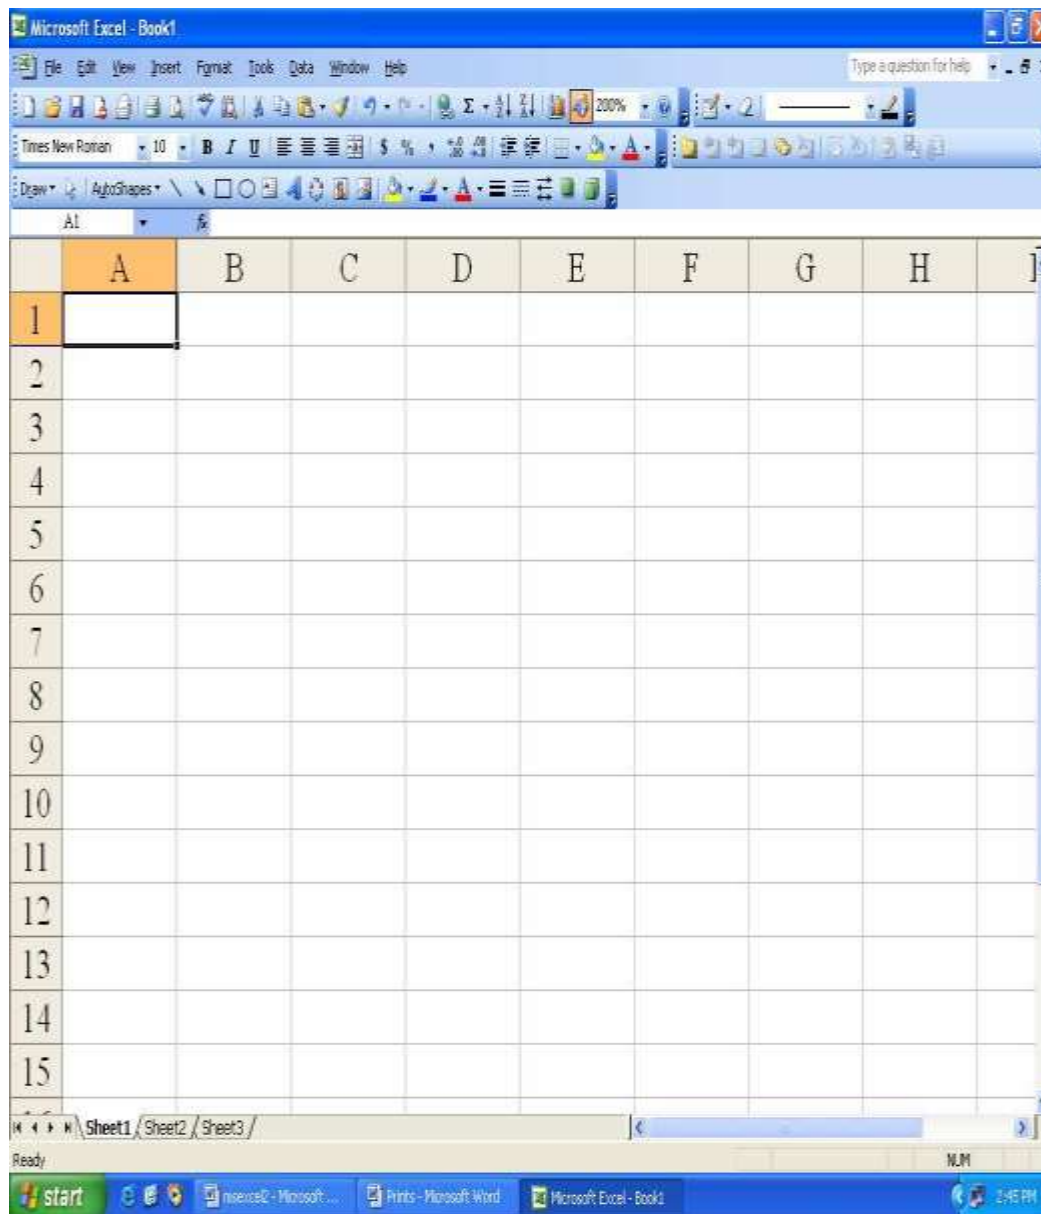 Microsoft Excel - Book1
File Edit View Insert Format Tools Data Window Help Type a question for help
200%
Times New Roman 10 B I U $ % ,
Draw AutoShapes
A1 fx
A B C D E F G H I
1
2
3
4
5
6
7
8
9
10
11
12
13
14
15
Sheet1 / Sheet2 / Sheet3 /
Ready NUM
start - Microsoft ... Prints - Microsoft Word Microsoft Excel - Book1 2:45 PM